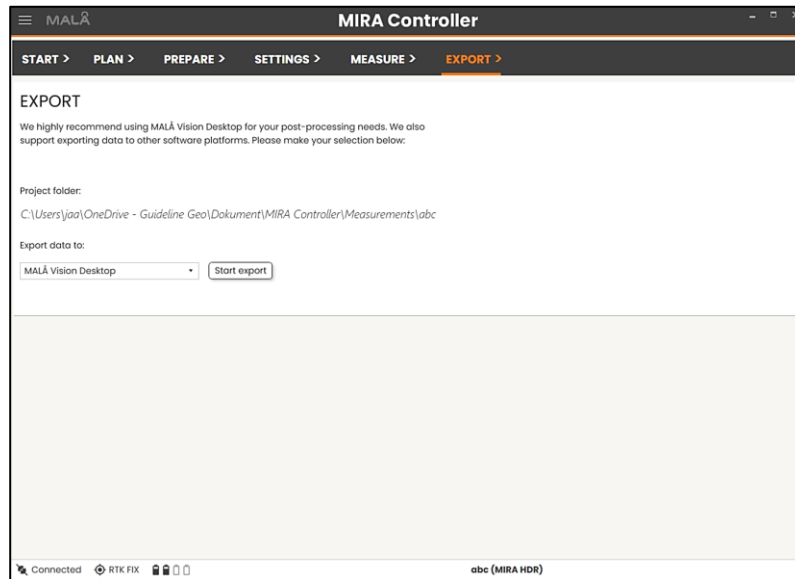 MALÅ
MIRA Controller
START >
PLAN >
PREPARE >
SETTINGS >
MEASURE >
EXPORT >
EXPORT
We highly recommend using MALÅ Vision Desktop for your post-processing needs. We also
support exporting data to other software platforms. Please make your selection below:
Project folder:
C:\Users\jaa\OneDrive - Guideline Geo\Dokument\MIRA Controller\Measurements\abc
Export data to:
MALÅ Vision Desktop
Start export
Connected
RTK FIX
abc (MIRA HDR)